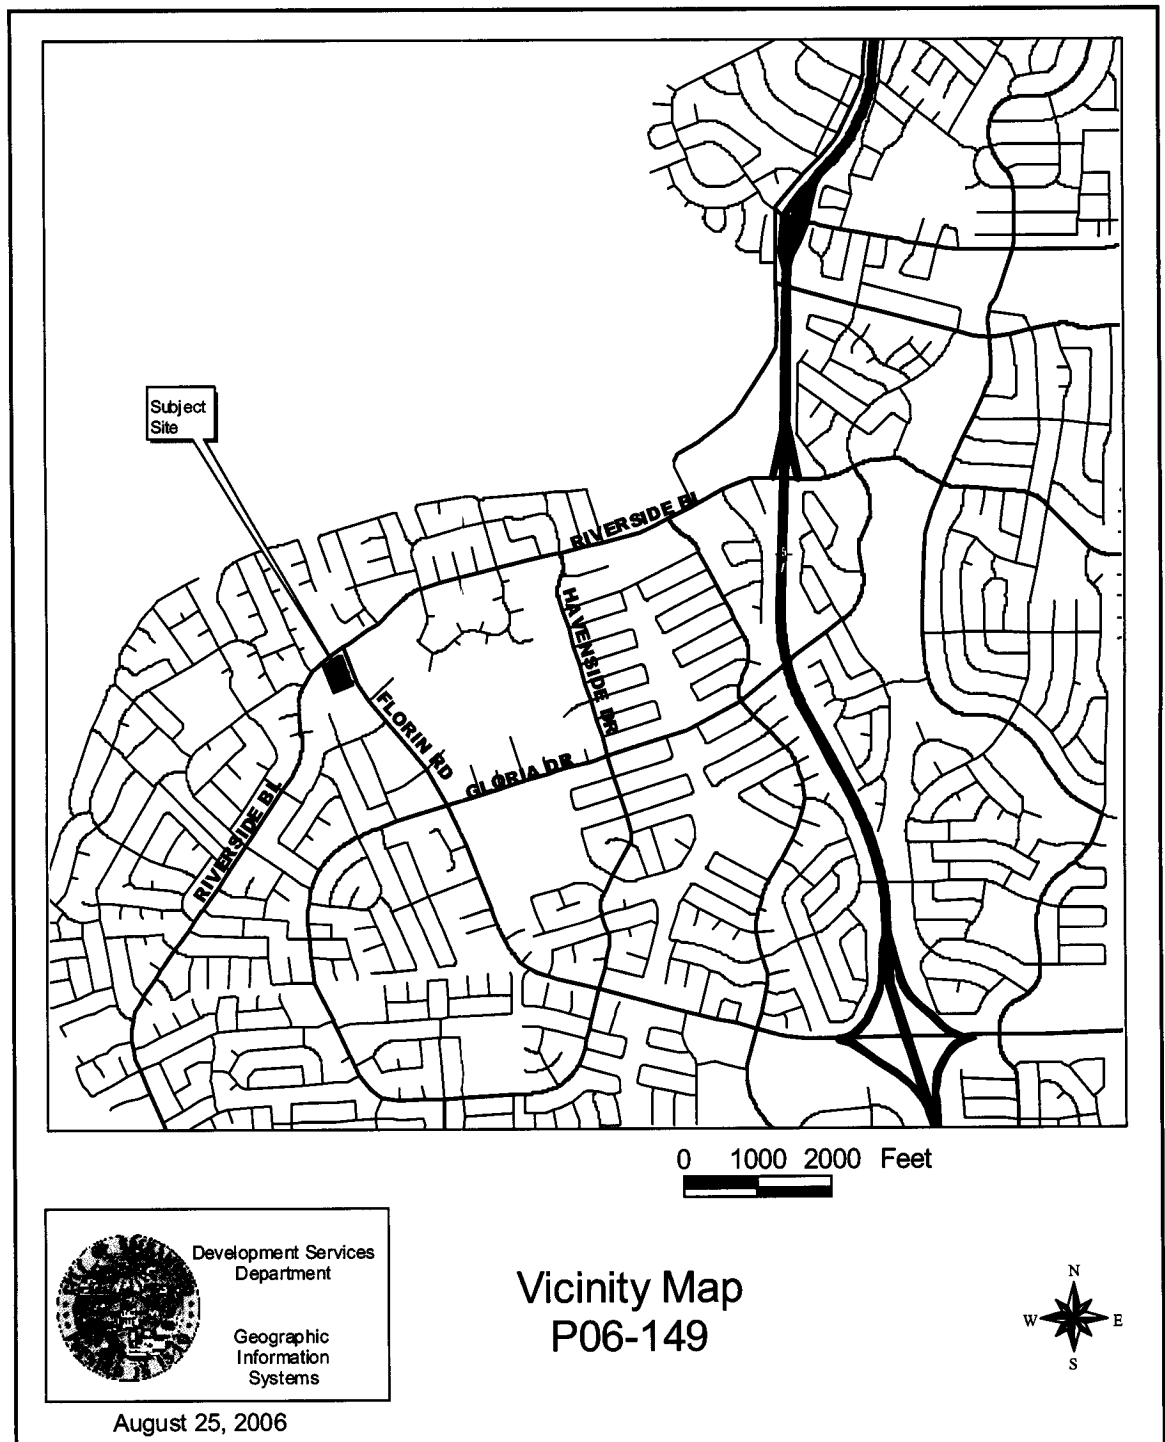 Subject
Site
RIVERSIDE BL
HAVENSIDE DR
FLORIN RD
GLORIA DR
RIVERSIDE BL
0 1000 2000 Feet
Development Services
Department
Geographic
Information
Systems
August 25, 2006
Vicinity Map
P06-149
N
W E
S